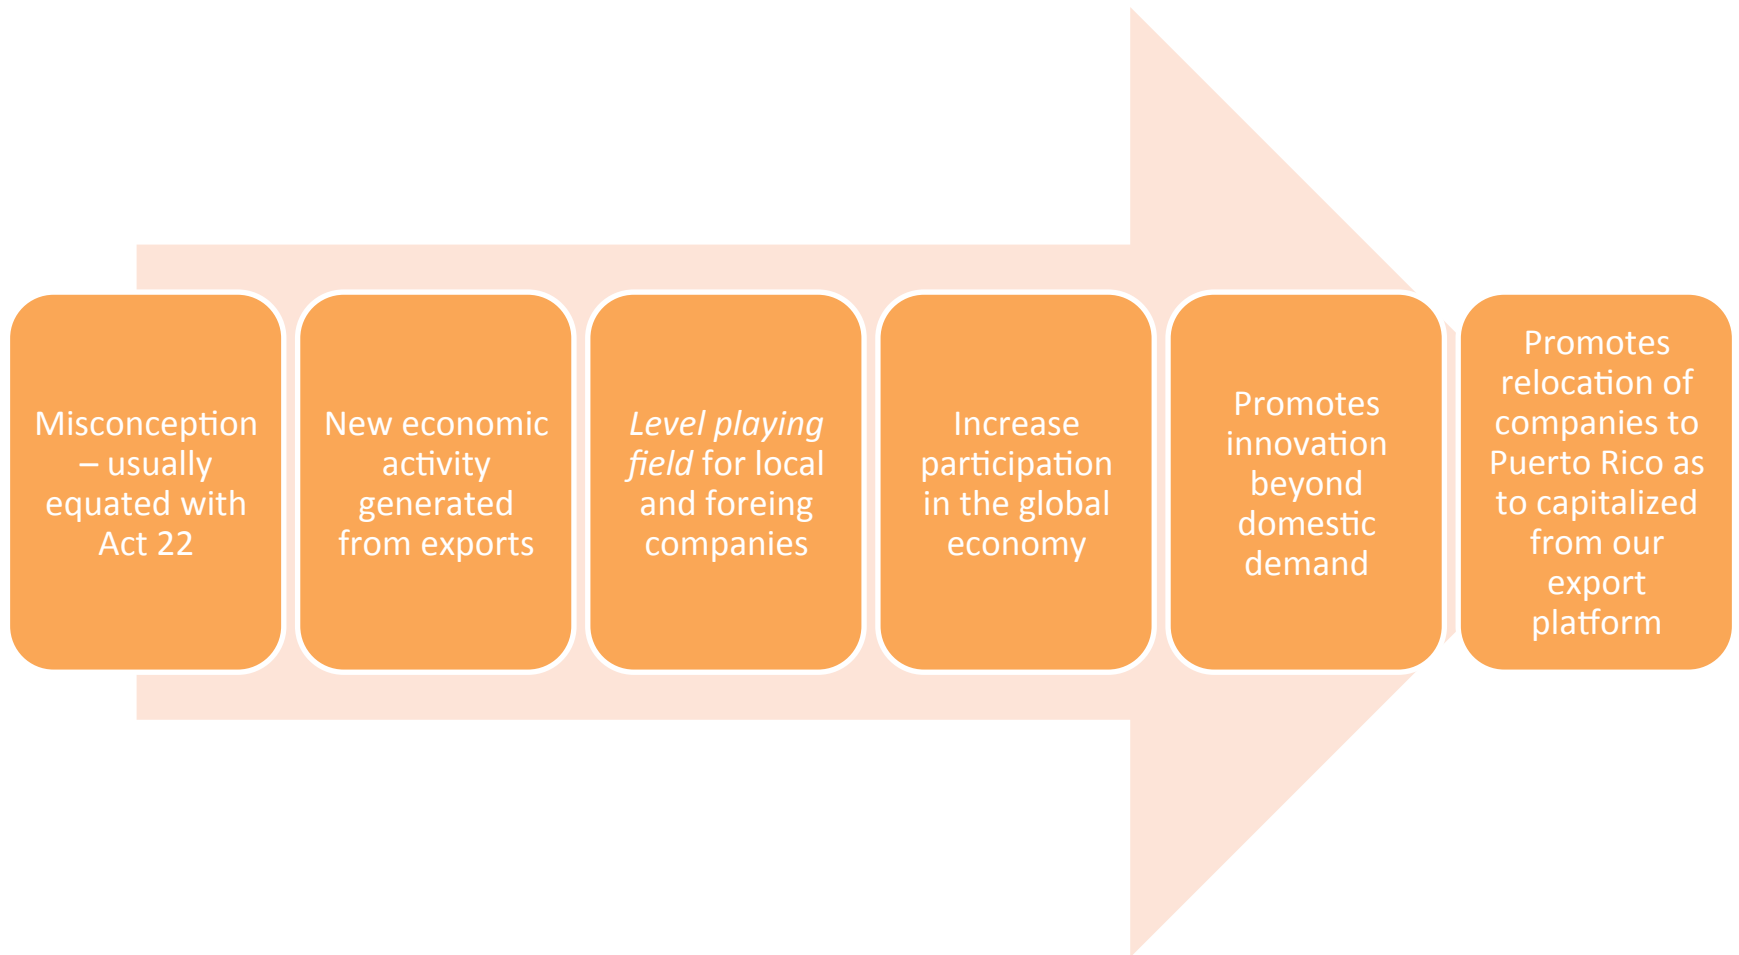 Misconception
– usually
equated with
Act 22
New economic
activity
generated
from exports
Level playing
field for local
and foreing
companies
Increase
participation
in the global
economy
Promotes
innovation
beyond
domestic
demand
Promotes
relocation of
companies to
Puerto Rico as
to capitalized
from our
export
platform